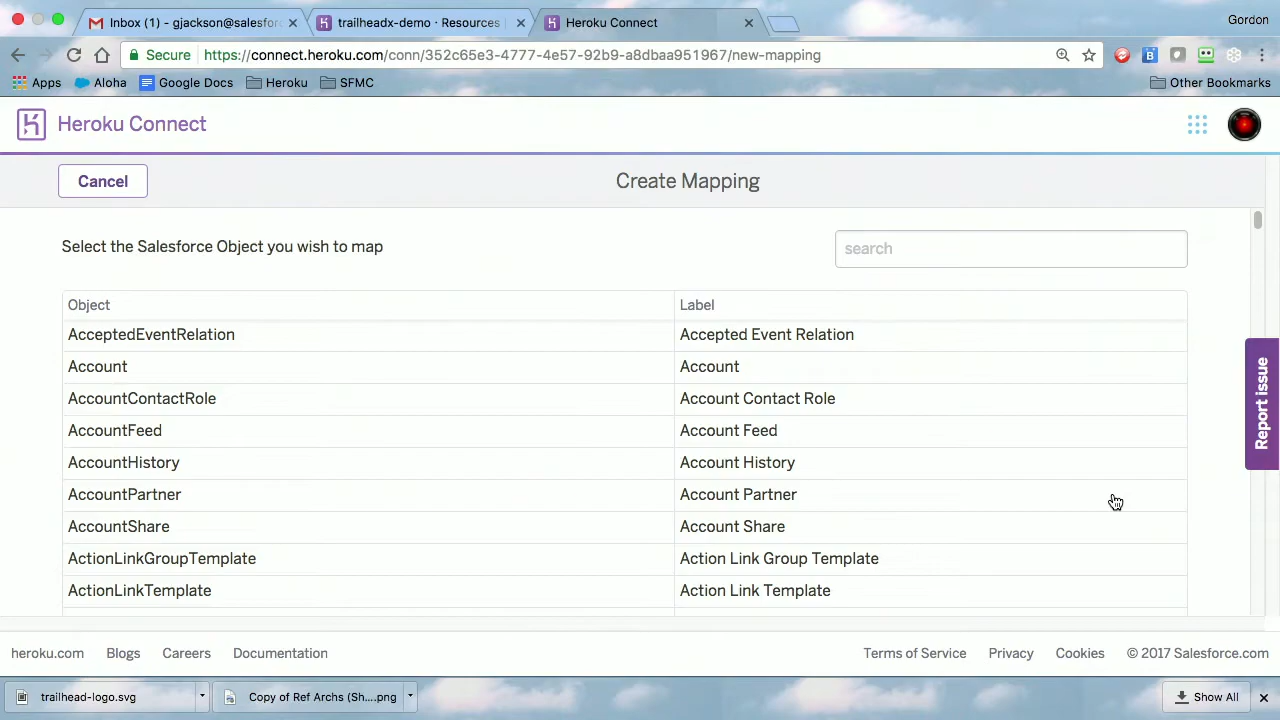 Inbox (1) - gjackson@salesfor
trailheadx-demo · Resources
Heroku Connect
Gordon
Secure
https://connect.heroku.com/conn/352c65e3-4777-4e57-92b9-a8dbaa951967/new-mapping
Apps
Aloha
Google Docs
Heroku
SFMC
Other Bookmarks
Heroku Connect
Cancel
Create Mapping
Select the Salesforce Object you wish to map
search
Object
Label
AcceptedEventRelation
Accepted Event Relation
Account
Account
AccountContactRole
Account Contact Role
AccountFeed
Account Feed
AccountHistory
Account History
AccountPartner
Account Partner
AccountShare
Account Share
ActionLinkGroupTemplate
Action Link Group Template
ActionLinkTemplate
Action Link Template
Report issue
heroku.com
Blogs
Careers
Documentation
Terms of Service
Privacy
Cookies
© 2017 Salesforce.com
trailhead-logo.svg
Copy of Ref Archs (Sh....png
Show All